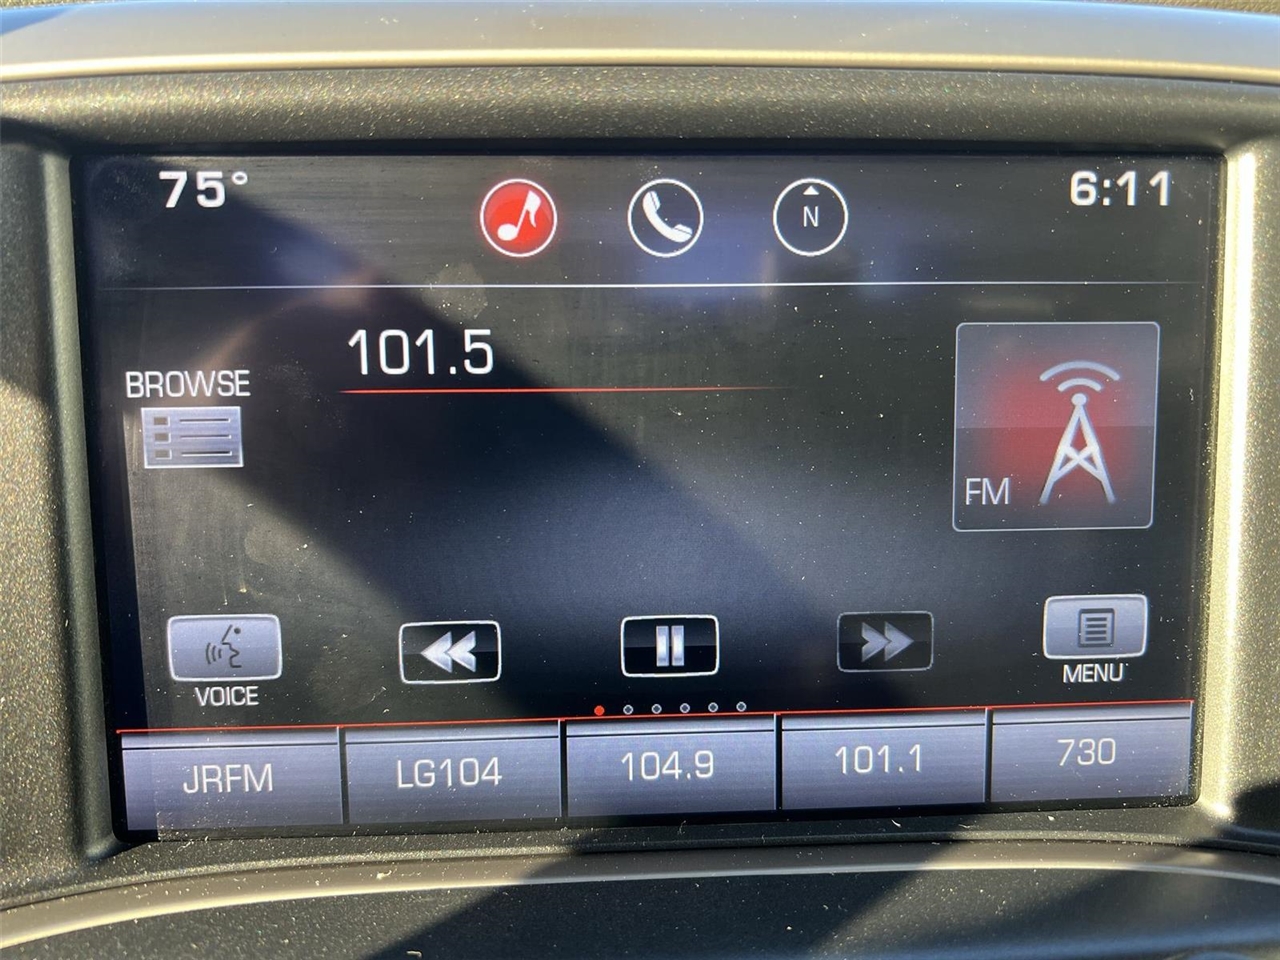 75°
N
6:11
101.5
BROWSE
FM
VOICE
MENU
JRFM
LG104
104.9
101.1
730